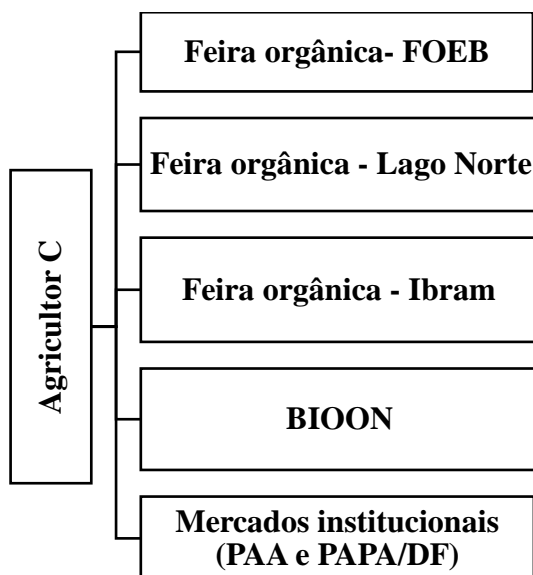 Agricultor C
Feira orgânica- FOEB
Feira orgânica - Lago Norte
Feira orgânica - Ibram
BIOON
Mercados institucionais
(PAA e PAPA/DF)